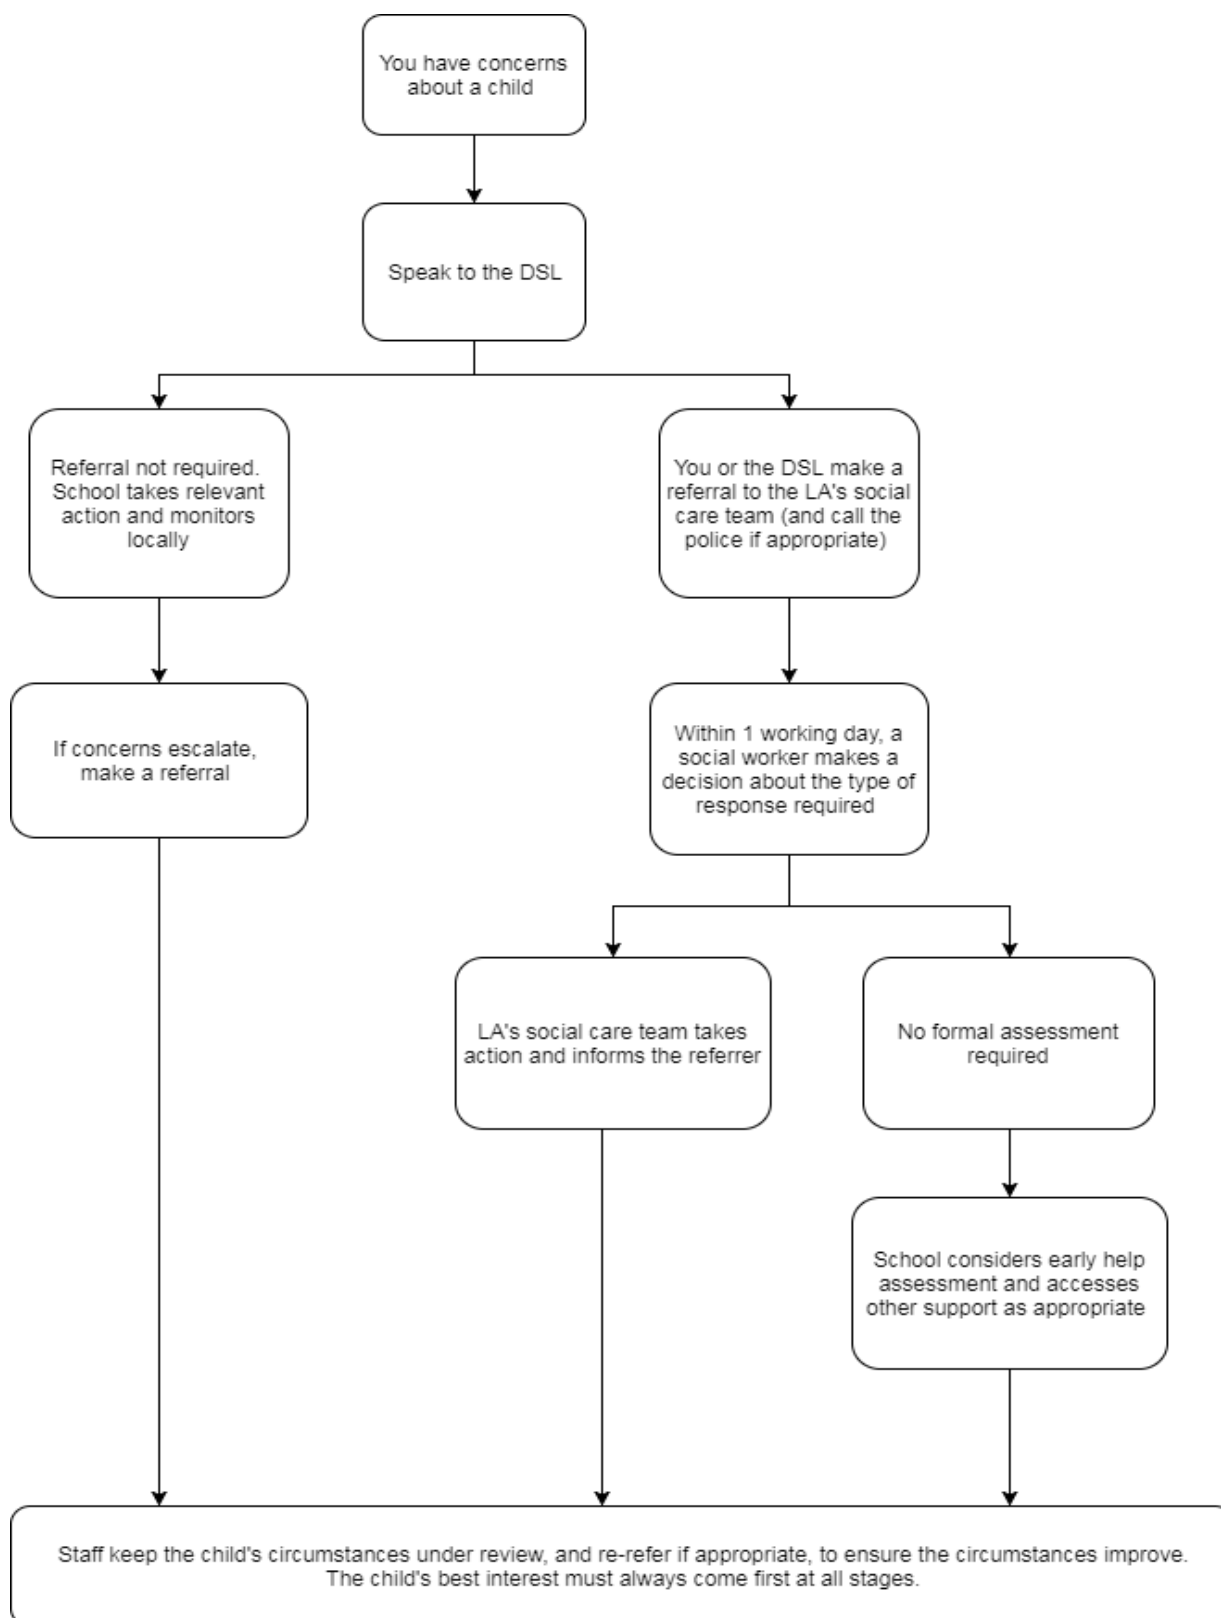 You have concerns
about a child
Speak to the DSL
Referral not required.
School takes relevant
action and monitors
locally
You or the DSL make a
referral to the LA's social
care team (and call the
police if appropriate)
If concerns escalate,
make a referral
Within 1 working day, a
social worker makes a
decision about the type of
response required
LA's social care team takes
action and informs the referrer
No formal assessment
required
School considers early help
assessment and accesses
other support as appropriate
Staff keep the child's circumstances under review, and re-refer if appropriate, to ensure the circumstances improve.
The child's best interest must always come first at all stages.